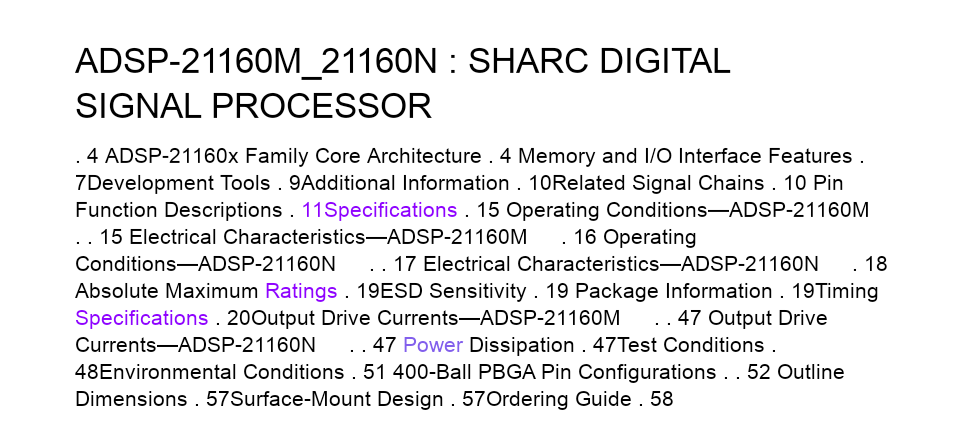 ADSP-21160M_21160N : SHARC DIGITAL
SIGNAL PROCESSOR
. 4 ADSP-21160x Family Core Architecture . 4 Memory and I/O Interface Features .
7Development Tools . 9Additional Information . 10Related Signal Chains . 10 Pin
Function Descriptions . 11Specifications . 15 Operating Conditions—ADSP-21160M
. . 15 Electrical Characteristics—ADSP-21160M . 16 Operating
Conditions—ADSP-21160N . . 17 Electrical Characteristics—ADSP-21160N . 18
Absolute Maximum Ratings . 19ESD Sensitivity . 19 Package Information . 19Timing
Specifications . 20Output Drive Currents—ADSP-21160M . . 47 Output Drive
Currents—ADSP-21160N . . 47 Power Dissipation . 47Test Conditions .
48Environmental Conditions . 51 400-Ball PBGA Pin Configurations . . 52 Outline
Dimensions . 57Surface-Mount Design . 57Ordering Guide . 58